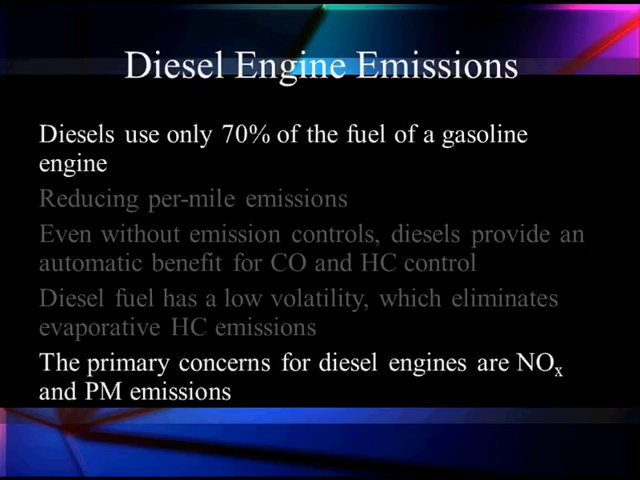 Diesel Engine Emissions
Diesels use only 70% of the fuel of a gasoline
engine
Reducing per-mile emissions
Even without emission controls, diesels provide an
automatic benefit for CO and HC control
Diesel fuel has a low volatility, which eliminates
evaporative HC emissions
The primary concerns for diesel engines are NOx
and PM emissions